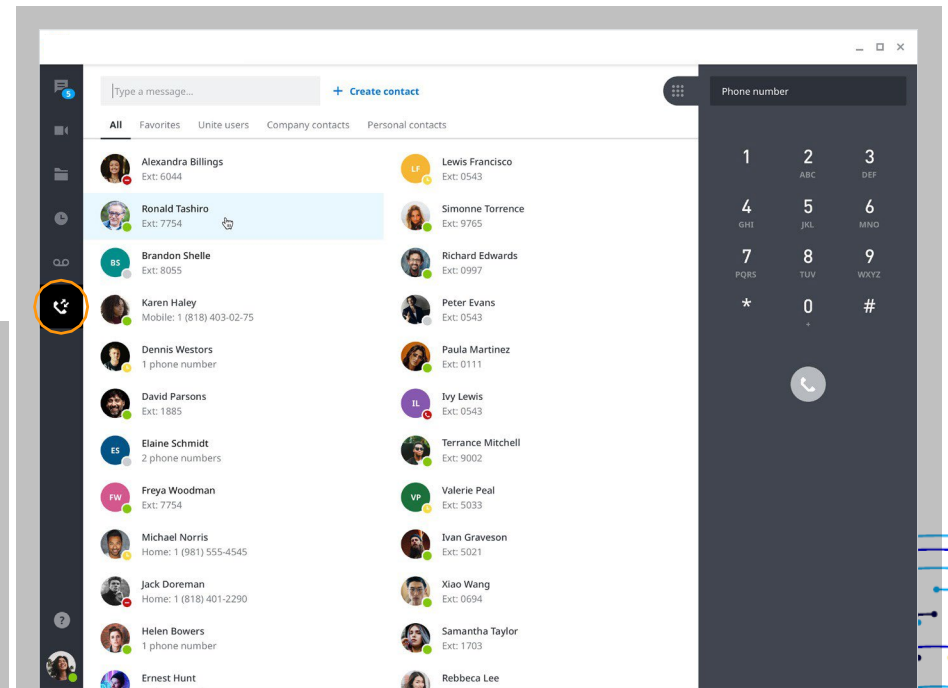 5
Type a message...
+ Create contact
Phone number
All Favorites Unite users Company contacts Personal contacts
Alexandra Billings
Ext: 6044
Ronald Tashiro
Ext: 7754
BS
Brandon Shelle
Ext: 8055
Karen Haley
Mobile: 1 (818) 403-02-75
Dennis Westors
1 phone number
David Parsons
Ext: 1885
ES
Elaine Schmidt
2 phone numbers
FW
Freya Woodman
Ext: 7754
Michael Norris
Home: 1 (981) 555-4545
Jack Doreman
Home: 1 (818) 401-2290
Helen Bowers
1 phone number
Ernest Hunt
LF
Lewis Francisco
Ext: 0543
Simonne Torrence
Ext: 9765
Richard Edwards
Ext: 0997
Peter Evans
Ext: 0543
Paula Martinez
Ext: 0111
IL
Ivy Lewis
Ext: 0543
Terrance Mitchell
Ext: 9002
VP
Valerie Peal
Ext: 5033
Ivan Graveson
Ext: 5021
Xiao Wang
Ext: 0694
Samantha Taylor
Ext: 1703
Rebbeca Lee
1 2 3
ABC DEF
4 5 6
GHI JKL MNO
7 8 9
PQRS TUV WXYZ
* 0 #
+
?